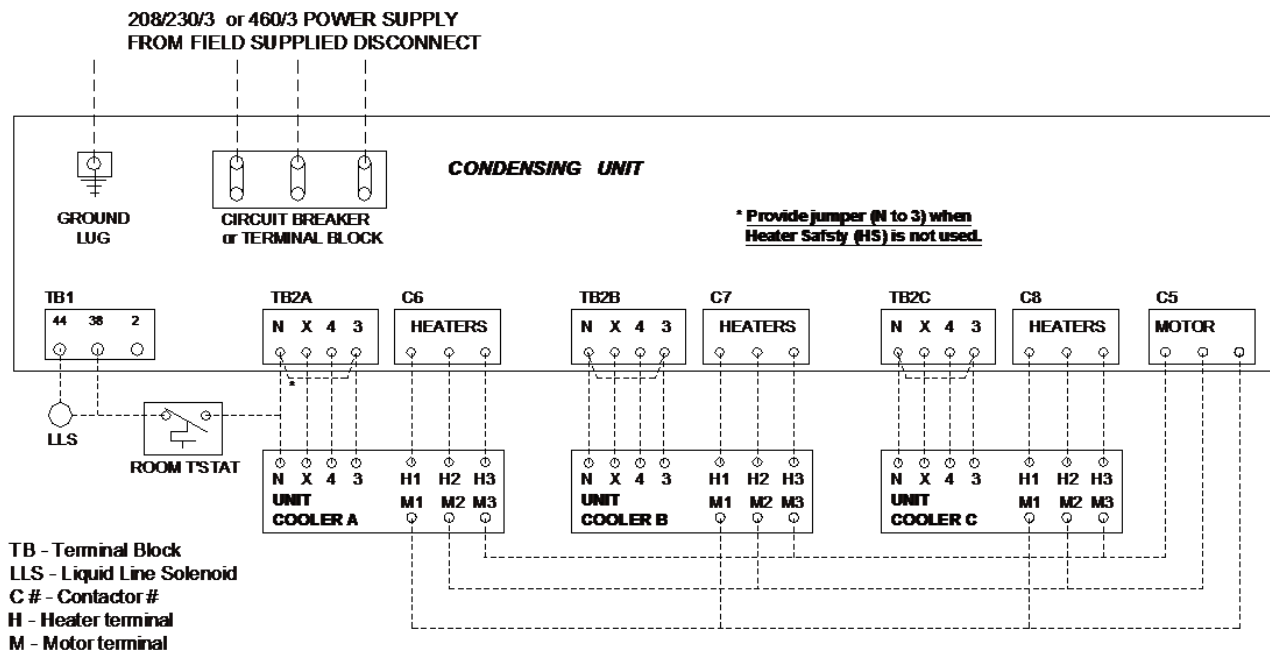 208/230/3 or 460/3 POWER SUPPLY
FROM FIELD SUPPLIED DISCONNECT
CONDENSING UNIT
GROUND
LUG
CIRCUIT BREAKER
or TERMINAL BLOCK
* Provide jumper (N to 3) when
Heater Safsty (HS) is not used.
TB1
TB2A
C6
TB2B
C7
TB2C
C8
C5
44 38 2
N X 4 3
HEATERS
N X 4 3
HEATERS
N X 4 3
HEATERS
MOTOR
*
LLS
ROOM T'STAT
N X 4 3 H1 H2 H3
UNIT M1 M2 M3
COOLER A
N X 4 3 H1 H2 H3
UNIT M1 M2 M3
COOLER B
N X 4 3 H1 H2 H3
UNIT M1 M2 M3
COOLER C
TB - Terminal Block
LLS - Liquid Line Solenoid
C # - Contactor #
H - Heater terminal
M - Motor terminal